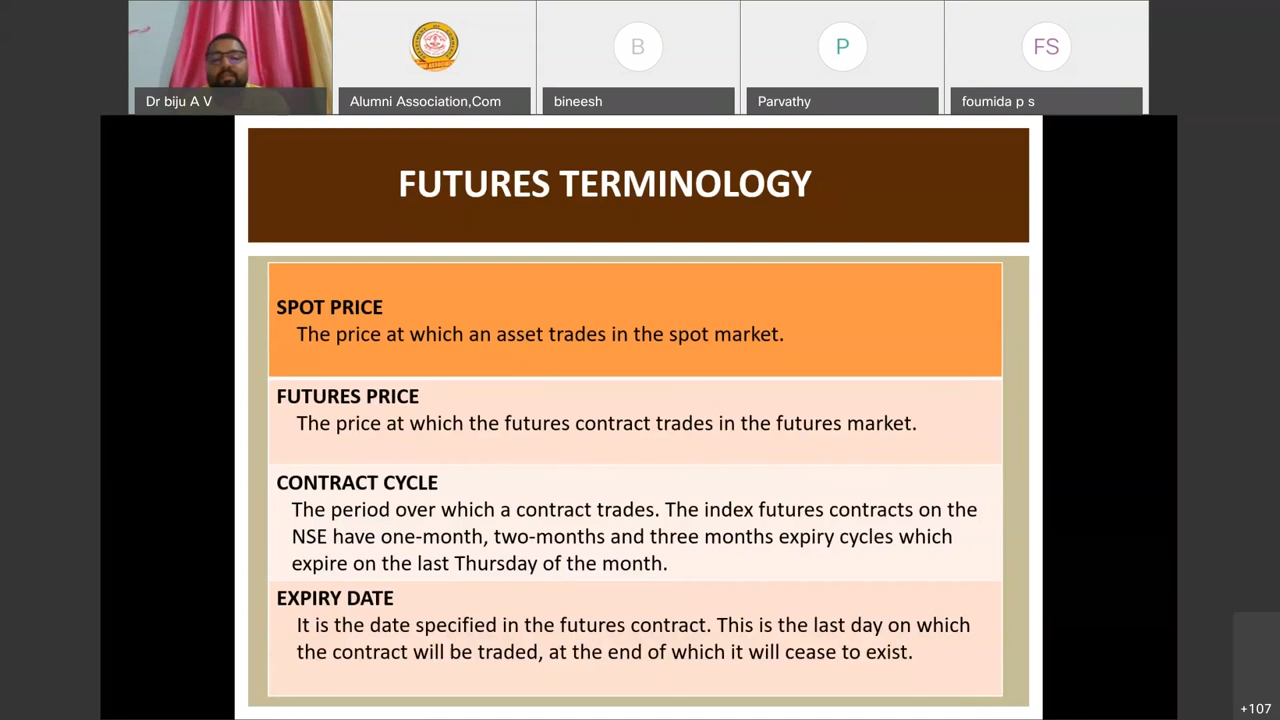 B
P
FS
Dr biju A V
Alumni Association,Com
bineesh
Parvathy
foumida p s
FUTURES TERMINOLOGY
SPOT PRICE
The price at which an asset trades in the spot market.
FUTURES PRICE
The price at which the futures contract trades in the futures market.
CONTRACT CYCLE
The period over which a contract trades. The index futures contracts on the
NSE have one-month, two-months and three months expiry cycles which
expire on the last Thursday of the month.
EXPIRY DATE
It is the date specified in the futures contract. This is the last day on which
the contract will be traded, at the end of which it will cease to exist.
+107